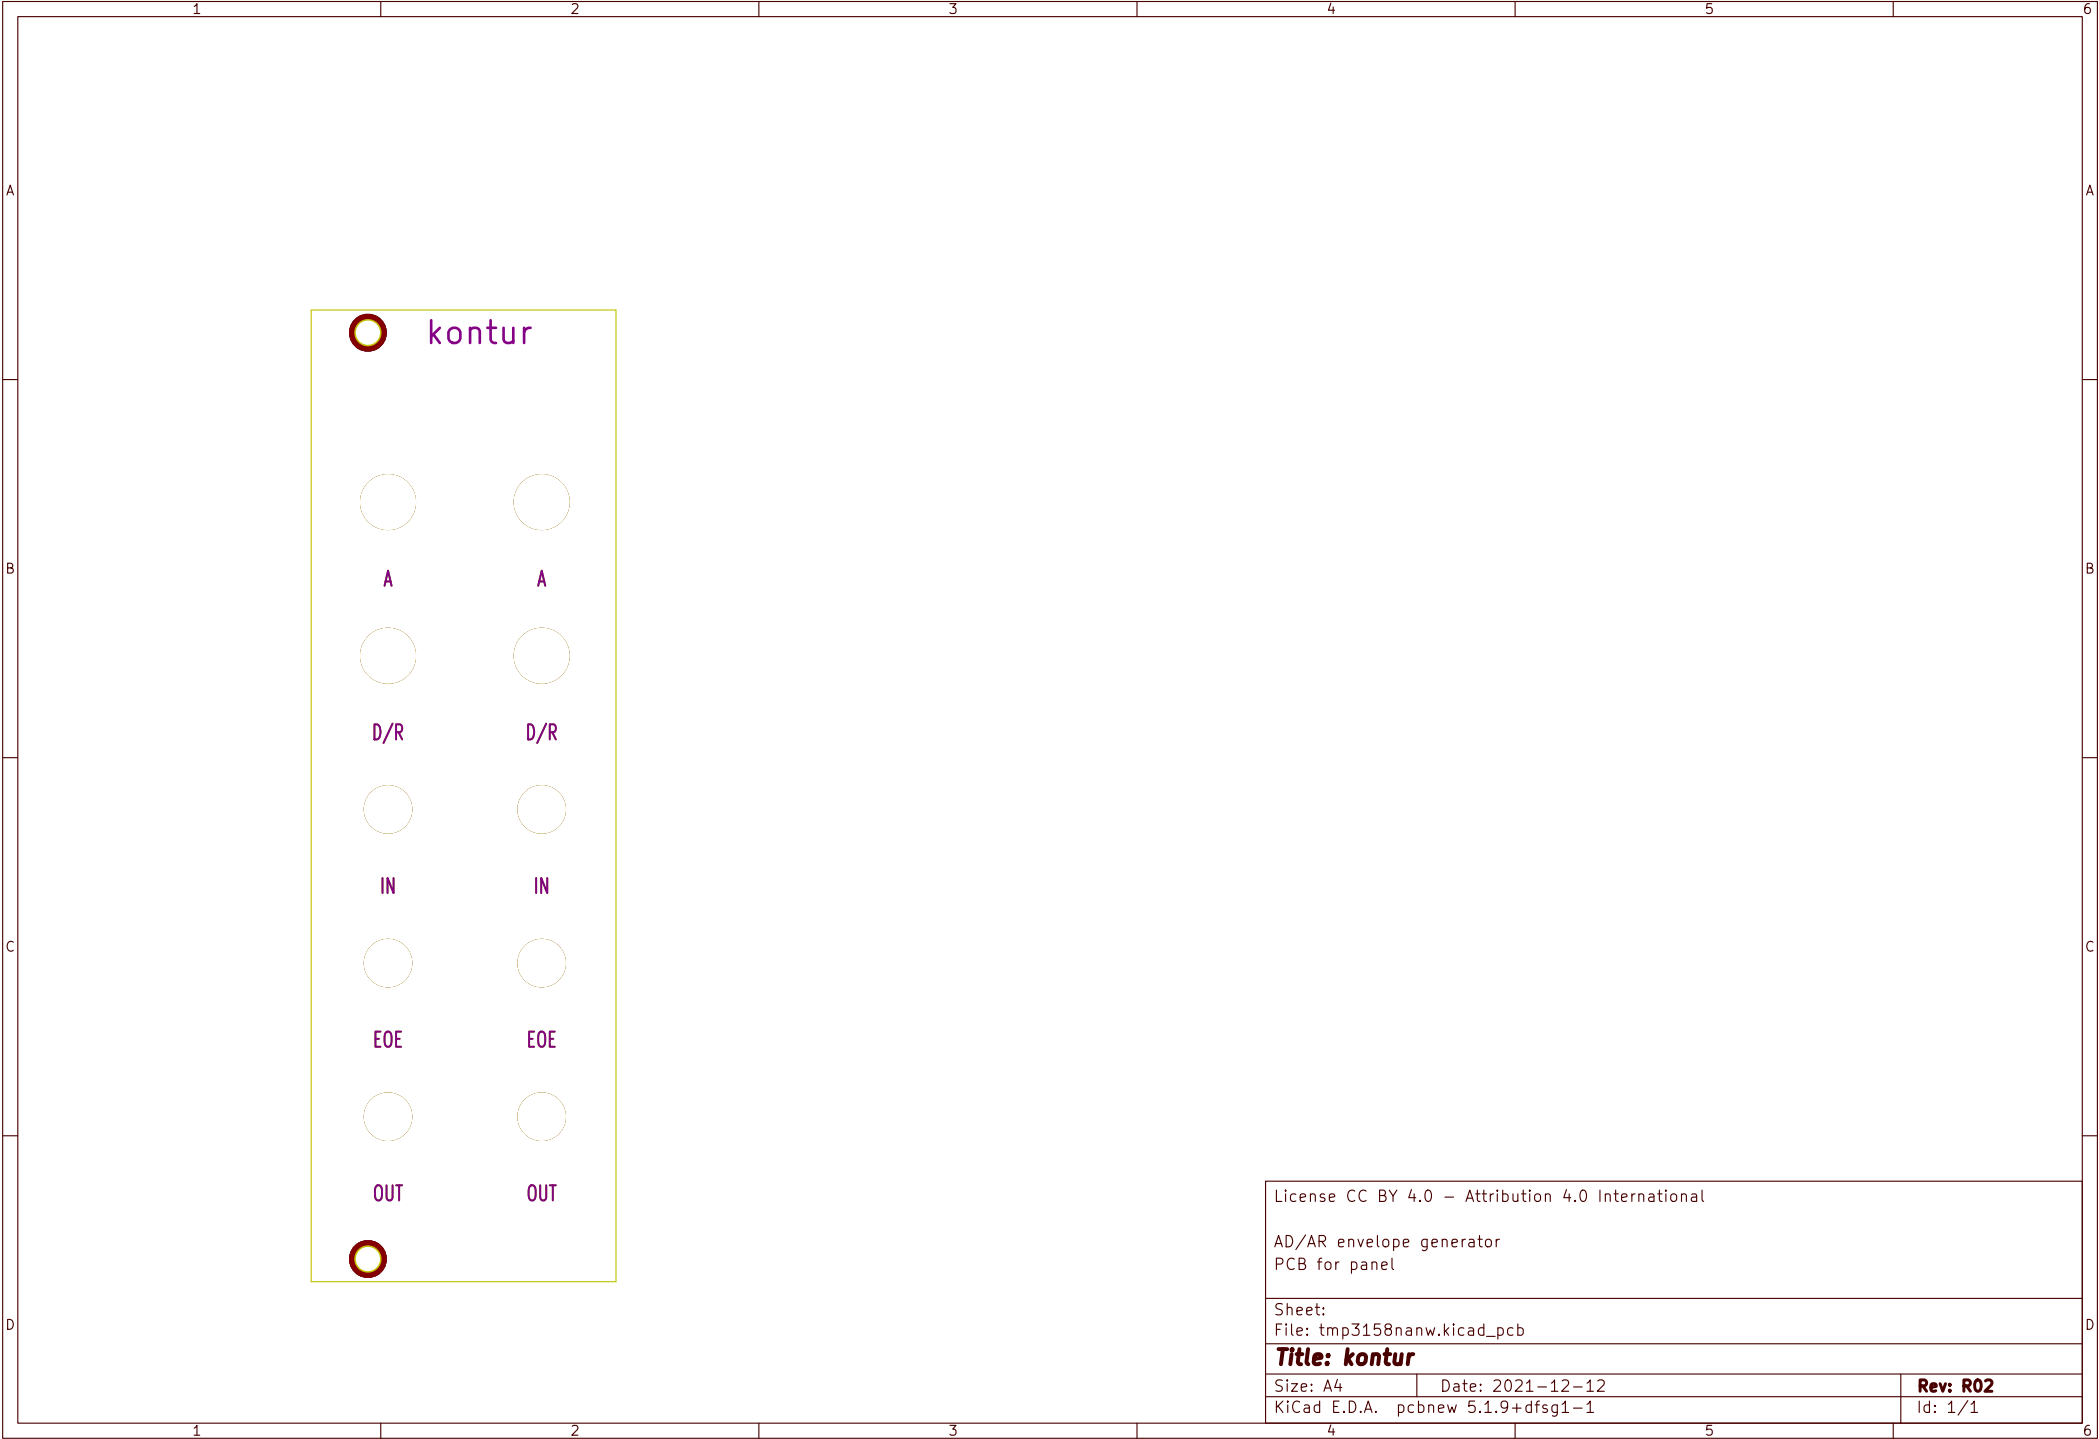 1 2 3 4 5 6
A A
kontur
A A
B B
D/R D/R
IN IN
C C
EOE EOE
OUT OUT
License CC BY 4.0 – Attribution 4.0 International
AD/AR envelope generator
PCB for panel
Sheet:
D D
File: tmp3158nanw.kicad_pcb
Title: kontur
Size: A4 Date: 2021-12-12 Rev: R02
KiCad E.D.A. pcbnew 5.1.9+dfsg1-1 Id: 1/1
1 2 3 4 5 6